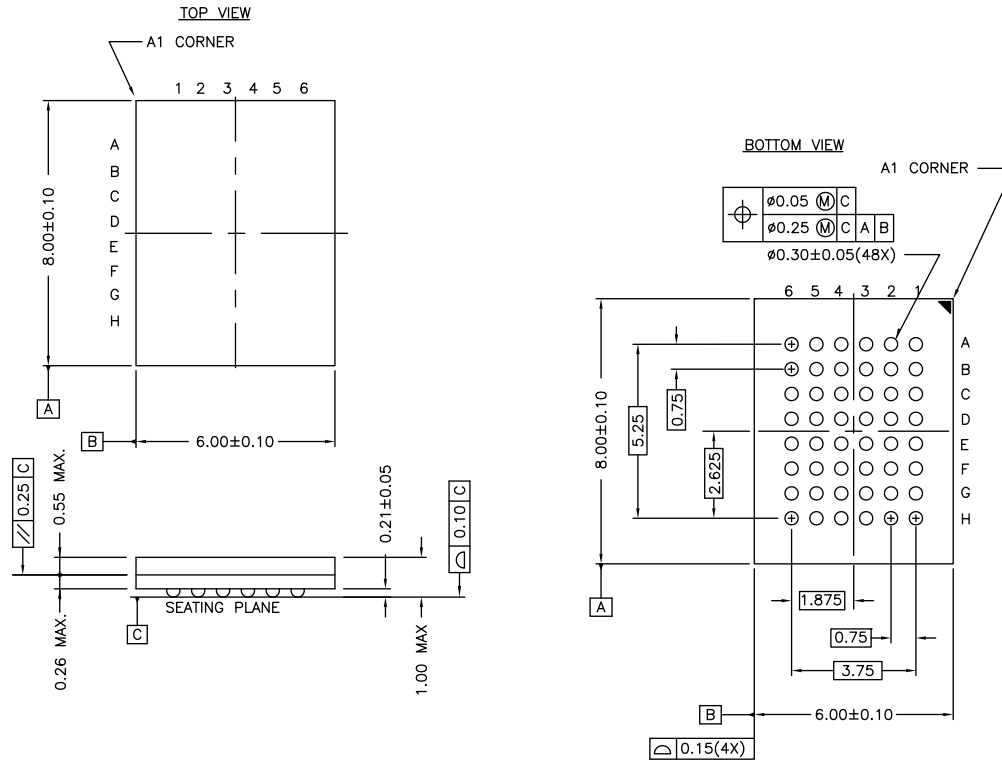 TOP VIEW
A1 CORNER
1 2 3 4 5 6
A
B
C
D
E
F
G
H
8.00±0.10
A
B
6.00±0.10
// 0.25 C
0.55 MAX.
0.26 MAX.
SEATING PLANE
C
0.21±0.05
⌓ 0.10 C
1.00 MAX
BOTTOM VIEW
A1 CORNER
⌖ ø0.05 Ⓜ C
ø0.25 Ⓜ C A B
ø0.30±0.05(48X)
6 5 4 3 2 1
A
B
C
D
E
F
G
H
8.00±0.10
5.25
0.75
2.625
A
1.875
0.75
3.75
B
6.00±0.10
⌓ 0.15(4X)